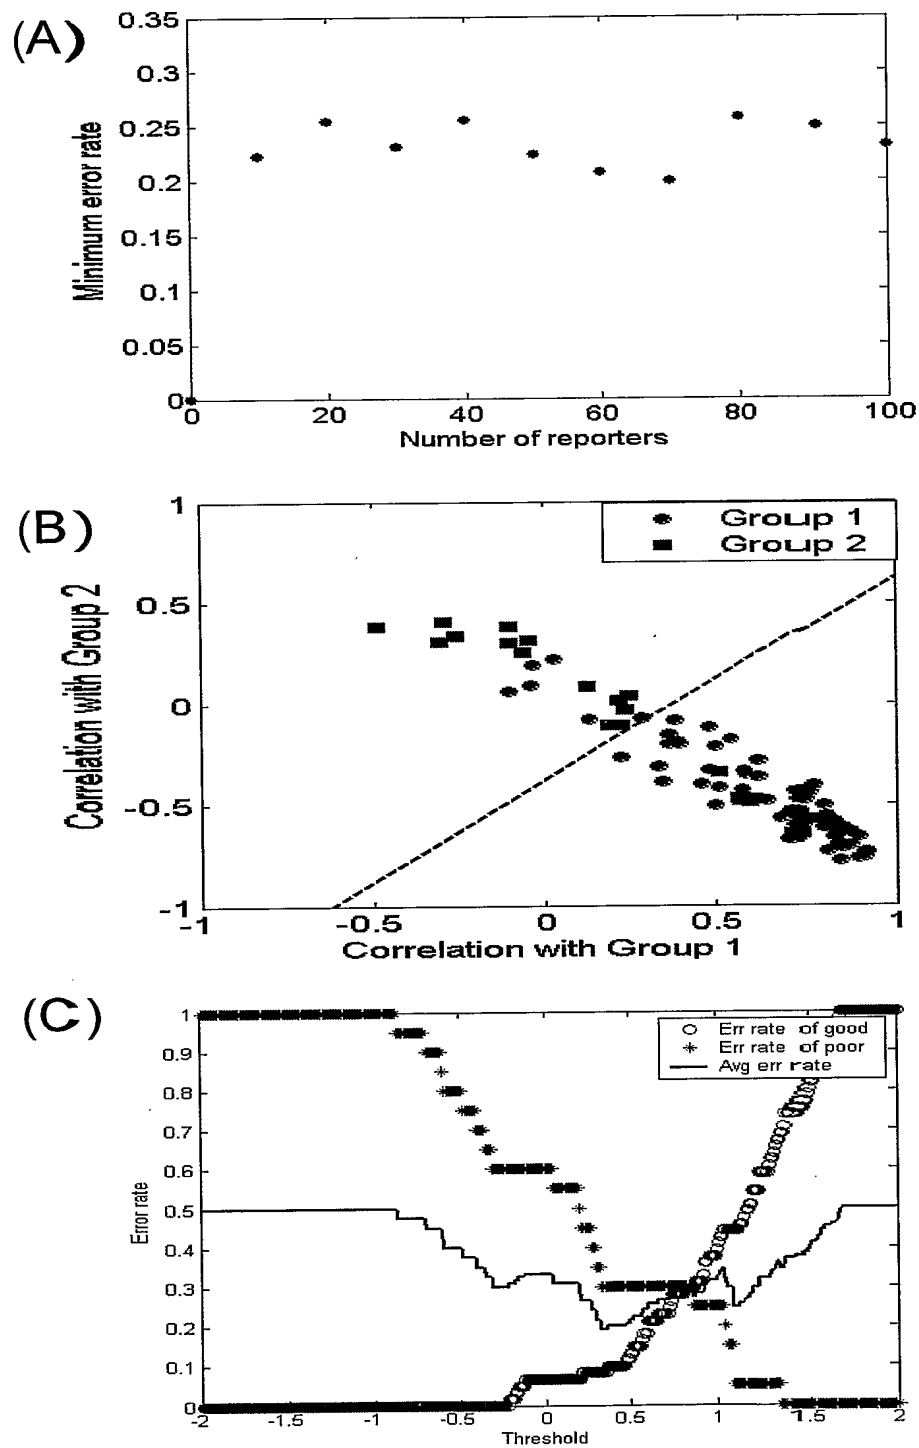 (A)
0.35
0.3
0.25
0.2
0.15
0.1
0.05
0
Minimum error rate
0 20 40 60 80 100
Number of reporters
(B)
1
0.5
0
-0.5
-1
Correlation with Group 2
Group 1
Group 2
-1 -0.5 0 0.5 1
Correlation with Group 1
(C)
1
0.9
0.8
0.7
0.6
0.5
0.4
0.3
0.2
0.1
0
Error rate
Err rate of good
Err rate of poor
Avg err rate
-2 -1.5 -1 -0.5 0 0.5 1 1.5 2
Threshold